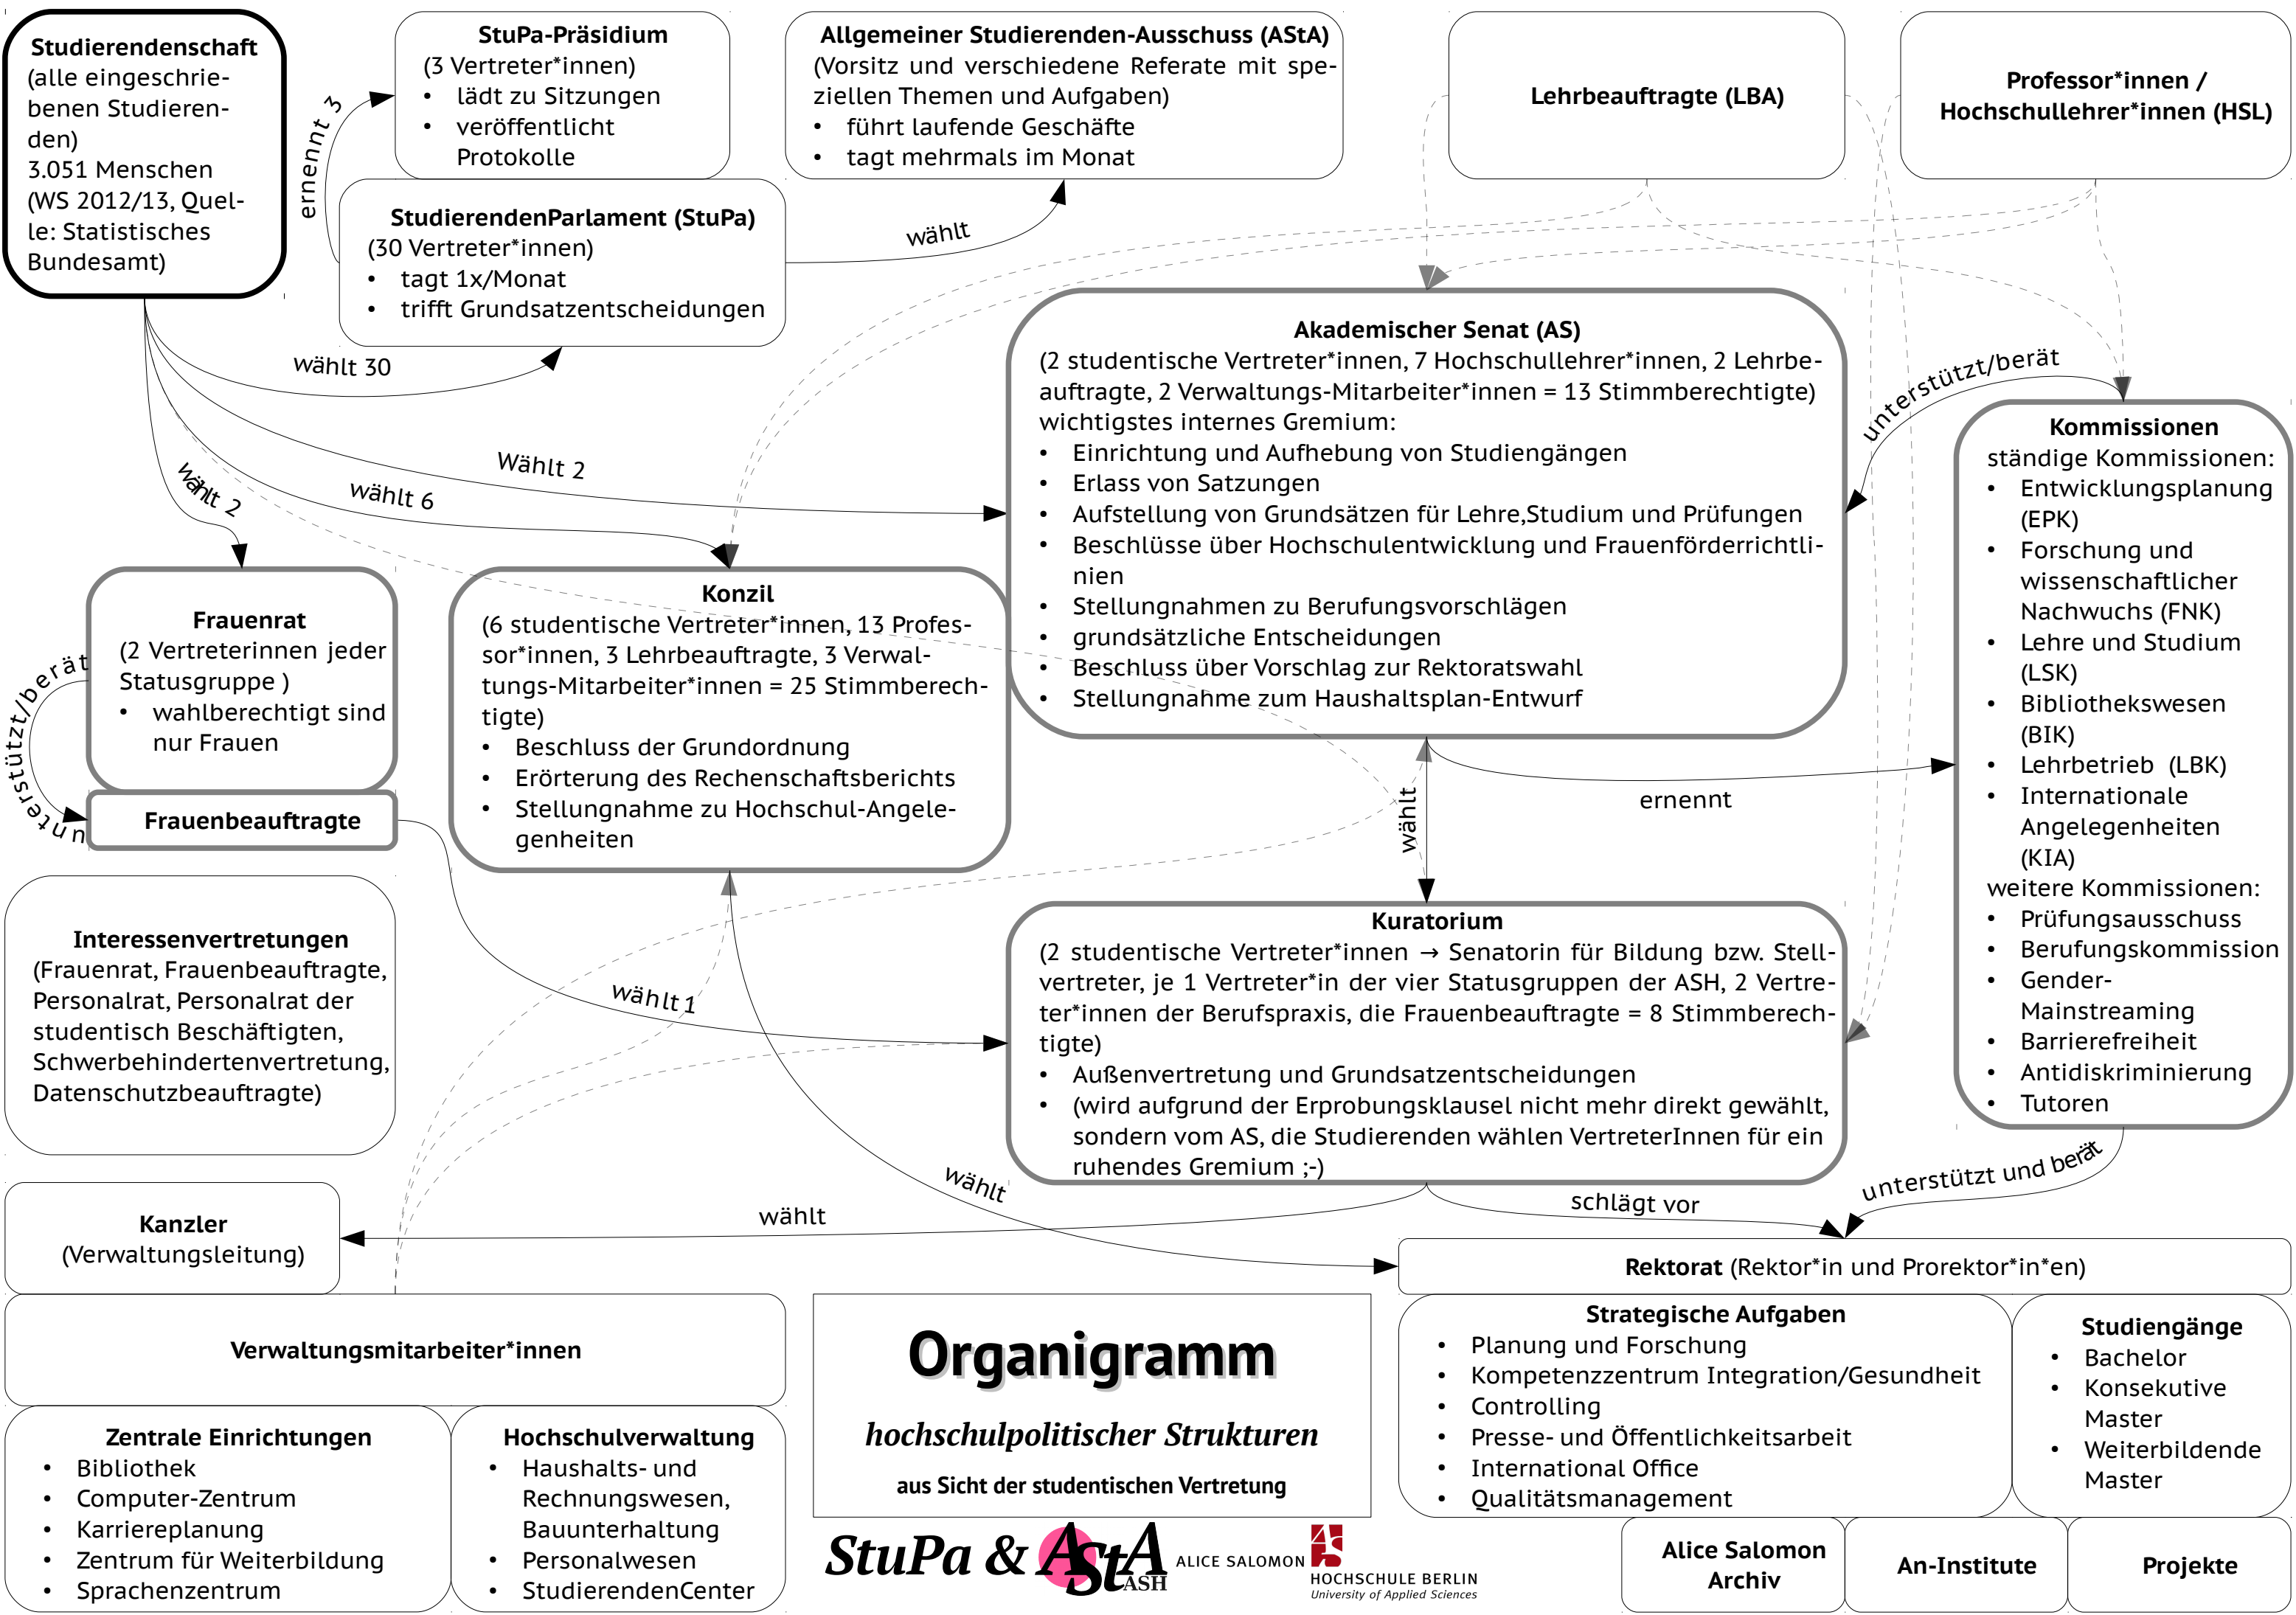 Studierendenschaft
(alle eingeschrie-
benen Studieren-
den)
3.051 Menschen
(WS 2012/13, Quel-
le: Statistisches
Bundesamt)
ernennt 3
StuPa-Präsidium
(3 Vertreter*innen)
• lädt zu Sitzungen
• veröffentlicht
Protokolle
StudierendenParlament (StuPa)
(30 Vertreter*innen)
• tagt 1x/Monat
• trifft Grundsatzentscheidungen
wählt
Allgemeiner Studierenden-Ausschuss (AStA)
(Vorsitz und verschiedene Referate mit spe-
ziellen Themen und Aufgaben)
• führt laufende Geschäfte
• tagt mehrmals im Monat
Lehrbeauftragte (LBA)
Professor*innen /
Hochschullehrer*innen (HSL)
wählt 30
Wählt 2
wählt 6
wählt 2
Akademischer Senat (AS)
(2 studentische Vertreter*innen, 7 Hochschullehrer*innen, 2 Lehrbe-
auftragte, 2 Verwaltungs-Mitarbeiter*innen = 13 Stimmberechtigte)
wichtigstes internes Gremium:
• Einrichtung und Aufhebung von Studiengängen
• Erlass von Satzungen
• Aufstellung von Grundsätzen für Lehre,Studium und Prüfungen
• Beschlüsse über Hochschulentwicklung und Frauenförderrichtli-
nien
• Stellungnahmen zu Berufungsvorschlägen
• grundsätzliche Entscheidungen
• Beschluss über Vorschlag zur Rektoratswahl
• Stellungnahme zum Haushaltsplan-Entwurf
unterstützt/berät
Kommissionen
ständige Kommissionen:
• Entwicklungsplanung
(EPK)
• Forschung und
wissenschaftlicher
Nachwuchs (FNK)
• Lehre und Studium
(LSK)
• Bibliothekswesen
(BIK)
• Lehrbetrieb (LBK)
• Internationale
Angelegenheiten
(KIA)
weitere Kommissionen:
• Prüfungsausschuss
• Berufungskommission
• Gender-
Mainstreaming
• Barrierefreiheit
• Antidiskriminierung
• Tutoren
Frauenrat
(2 Vertreterinnen jeder
Statusgruppe )
• wahlberechtigt sind
nur Frauen
unterstützt/berät
Frauenbeauftragte
Konzil
(6 studentische Vertreter*innen, 13 Profes-
sor*innen, 3 Lehrbeauftragte, 3 Verwal-
tungs-Mitarbeiter*innen = 25 Stimmberech-
tigte)
• Beschluss der Grundordnung
• Erörterung des Rechenschaftsberichts
• Stellungnahme zu Hochschul-Angele-
genheiten
wählt
ernennt
Interessenvertretungen
(Frauenrat, Frauenbeauftragte,
Personalrat, Personalrat der
studentisch Beschäftigten,
Schwerbehindertenvertretung,
Datenschutzbeauftragte)
wählt 1
Kuratorium
(2 studentische Vertreter*innen → Senatorin für Bildung bzw. Stell-
vertreter, je 1 Vertreter*in der vier Statusgruppen der ASH, 2 Vertre-
ter*innen der Berufspraxis, die Frauenbeauftragte = 8 Stimmberech-
tigte)
• Außenvertretung und Grundsatzentscheidungen
• (wird aufgrund der Erprobungsklausel nicht mehr direkt gewählt,
sondern vom AS, die Studierenden wählen VertreterInnen für ein
ruhendes Gremium ;-)
wählt
wählt
schlägt vor
unterstützt und berät
Kanzler
(Verwaltungsleitung)
Rektorat (Rektor*in und Prorektor*in*en)
Verwaltungsmitarbeiter*innen
Zentrale Einrichtungen
• Bibliothek
• Computer-Zentrum
• Karriereplanung
• Zentrum für Weiterbildung
• Sprachenzentrum
Hochschulverwaltung
• Haushalts- und
Rechnungswesen,
Bauunterhaltung
• Personalwesen
• StudierendenCenter
Organigramm
hochschulpolitischer Strukturen
aus Sicht der studentischen Vertretung
StuPa & AStA
ASH
ALICE SALOMON
HOCHSCHULE BERLIN
University of Applied Sciences
Strategische Aufgaben
• Planung und Forschung
• Kompetenzzentrum Integration/Gesundheit
• Controlling
• Presse- und Öffentlichkeitsarbeit
• International Office
• Qualitätsmanagement
Studiengänge
• Bachelor
• Konsekutive
Master
• Weiterbildende
Master
Alice Salomon
Archiv
An-Institute
Projekte